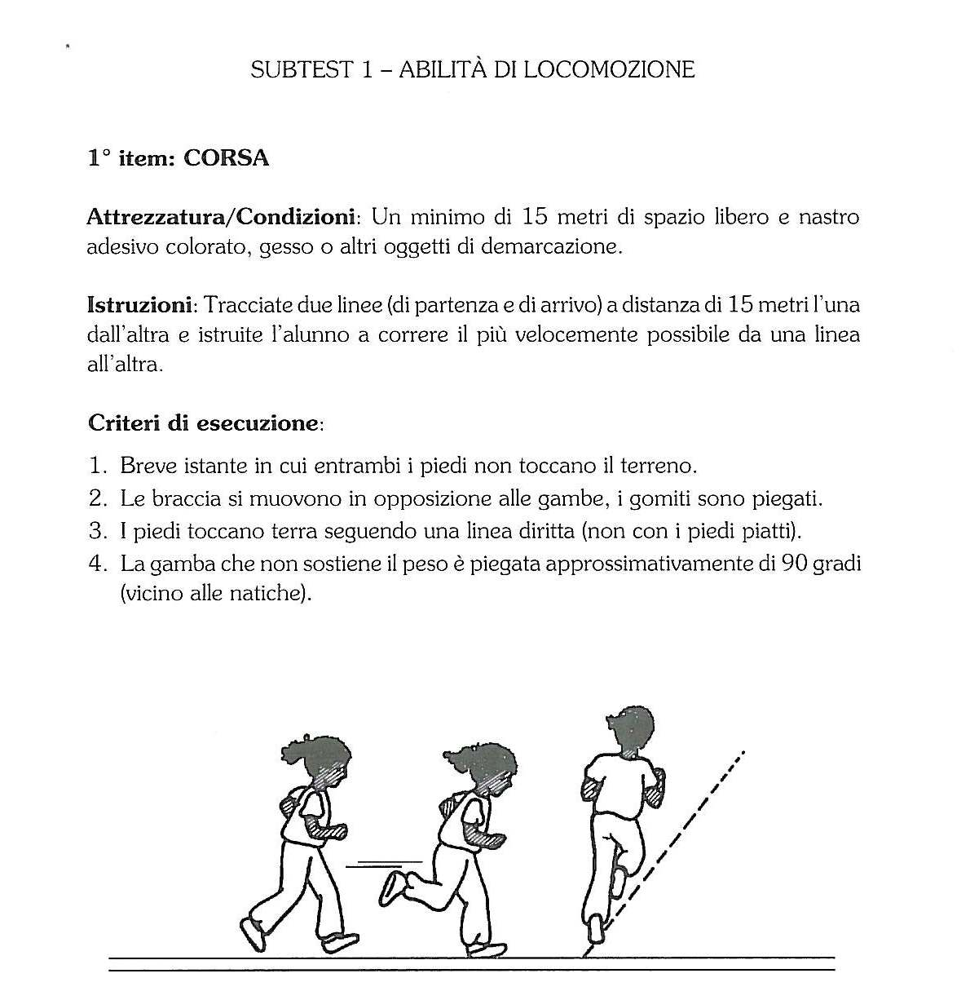 SUBTEST 1 – ABILITÀ DI LOCOMOZIONE
1° item: CORSA
Attrezzatura/Condizioni: Un minimo di 15 metri di spazio libero e nastro
adesivo colorato, gesso o altri oggetti di demarcazione.
Istruzioni: Tracciate due linee (di partenza e di arrivo) a distanza di 15 metri l'una
dall'altra e istruite l'alunno a correre il più velocemente possibile da una linea
all'altra.
Criteri di esecuzione:
1. Breve istante in cui entrambi i piedi non toccano il terreno.
2. Le braccia si muovono in opposizione alle gambe, i gomiti sono piegati.
3. I piedi toccano terra seguendo una linea diritta (non con i piedi piatti).
4. La gamba che non sostiene il peso è piegata approssimativamente di 90 gradi
(vicino alle natiche).